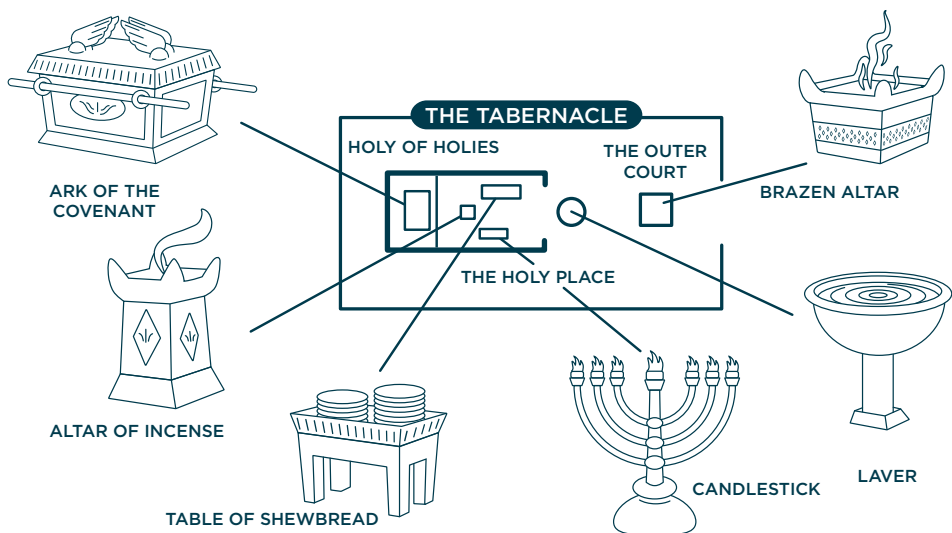 THE TABERNACLE
HOLY OF HOLIES
THE OUTER
COURT
THE HOLY PLACE
ARK OF THE
COVENANT
BRAZEN ALTAR
ALTAR OF INCENSE
TABLE OF SHEWBREAD
CANDLESTICK
LAVER